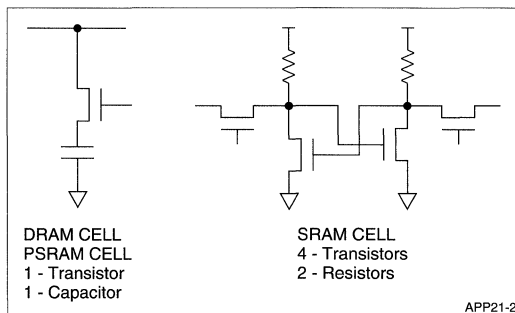 DRAM CELL
PSRAM CELL
1 - Transistor
1 - Capacitor
SRAM CELL
4 - Transistors
2 - Resistors
APP21-2